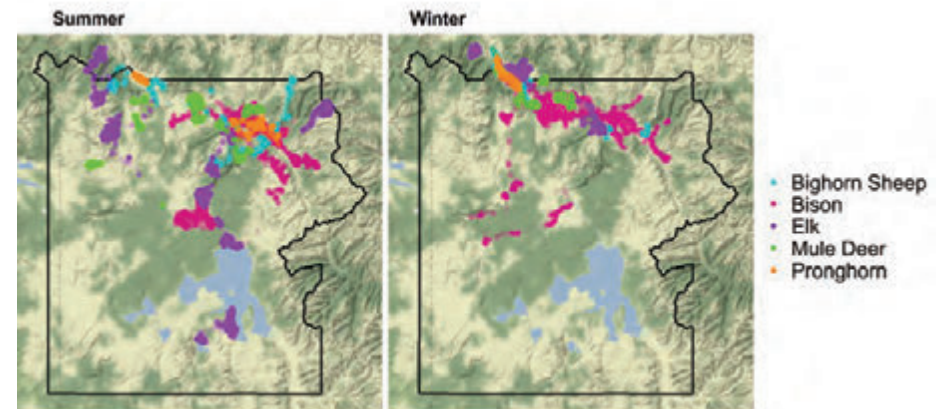 Summer
Winter
Bighorn Sheep
Bison
Elk
Mule Deer
Pronghorn